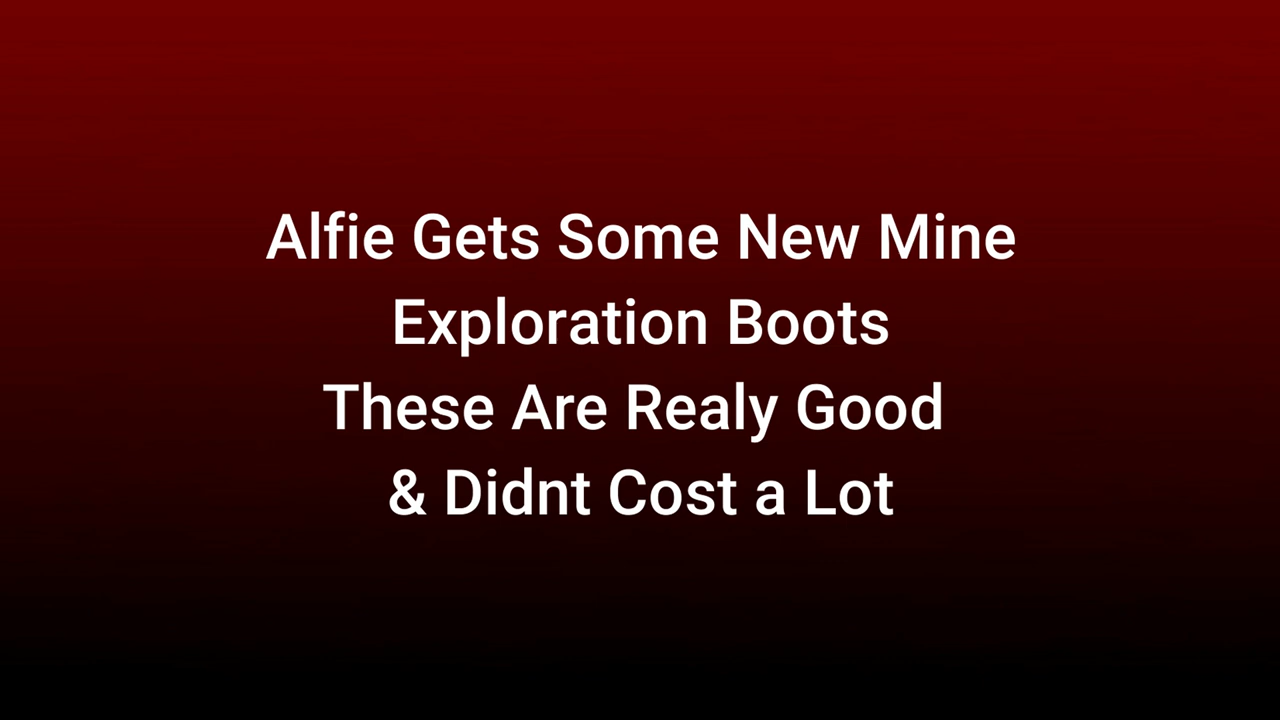 Alfie Gets Some New Mine
Exploration Boots
These Are Realy Good
& Didnt Cost a Lot